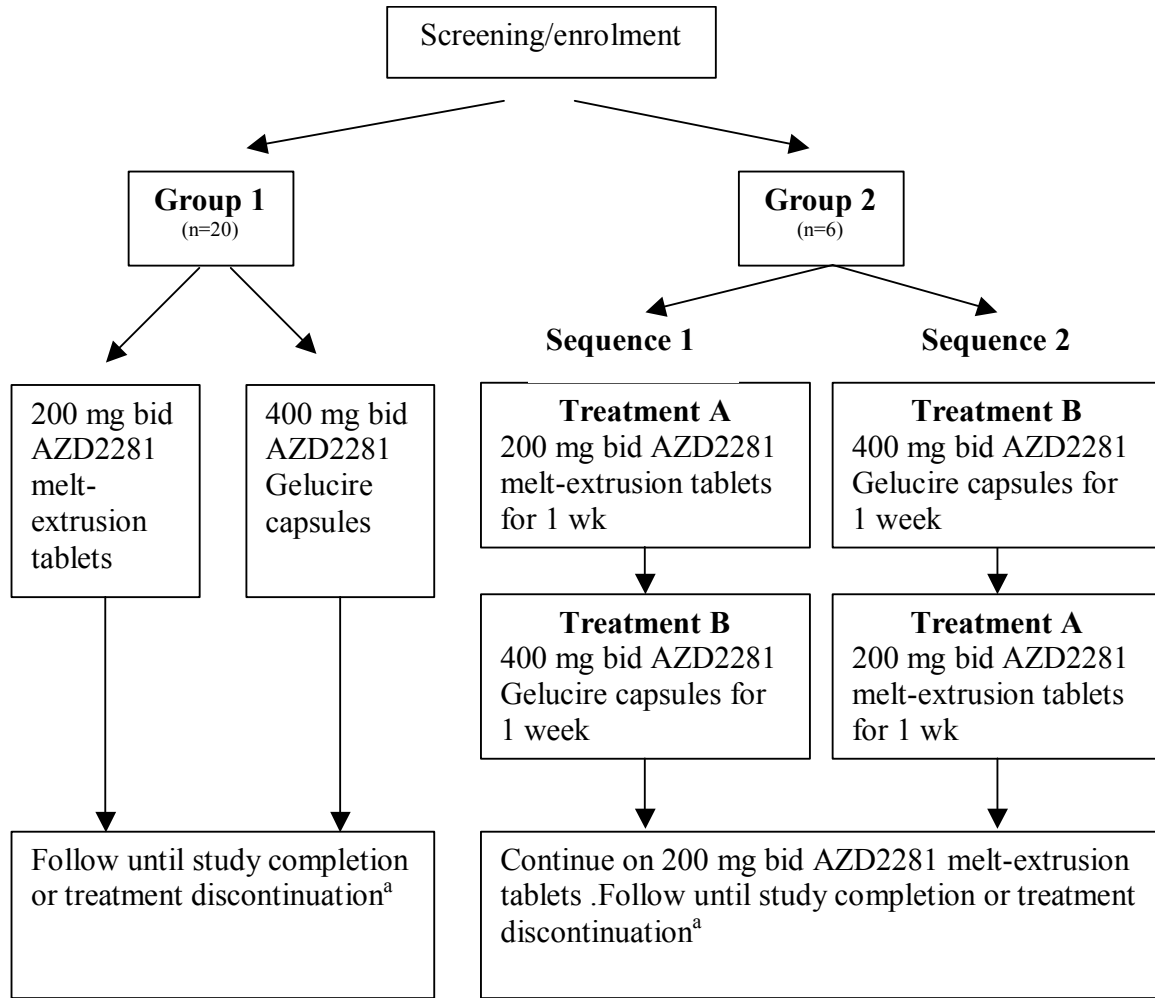 Screening/enrolment
Group 1
(n=20)
Group 2
(n=6)
200 mg bid
AZD2281
melt-
extrusion
tablets
400 mg bid
AZD2281
Gelucire
capsules
Sequence 1
Sequence 2
Treatment A
200 mg bid AZD2281
melt-extrusion tablets
for 1 wk
Treatment B
400 mg bid AZD2281
Gelucire capsules for
1 week
Treatment B
400 mg bid AZD2281
Gelucire capsules for
1 week
Treatment A
200 mg bid AZD2281
melt-extrusion tablets
for 1 wk
Follow until study completion
or treatment discontinuationᵃ
Continue on 200 mg bid AZD2281 melt-extrusion
tablets .Follow until study completion or treatment
discontinuationᵃ